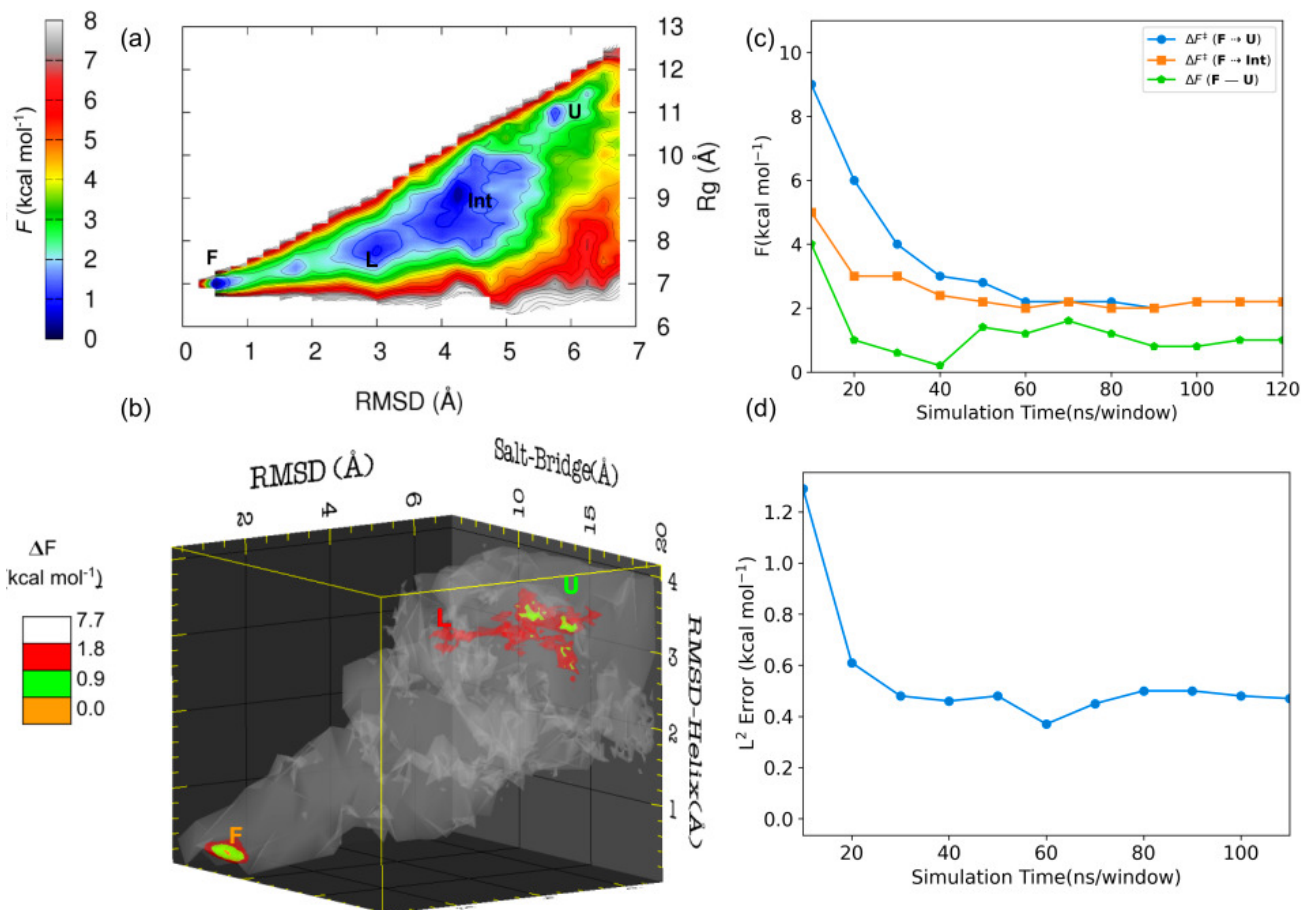 (a)
8
7
6
5
4
3
2
1
0
F (kcal mol⁻¹)
13
12
11
10
9
8
7
6
Rg (Å)
F
L
Int
U
0 1 2 3 4 5 6 7
RMSD (Å)
(c)
10
8
6
4
2
0
F(kcal mol⁻¹)
ΔF‡ (F ⇢ U)
ΔF‡ (F ⇢ Int)
ΔF (F — U)
20 40 60 80 100 120
Simulation Time(ns/window)
(b)
RMSD (Å)
2 4 6
Salt-Bridge(Å)
10 15 20
RMSD-Helix(Å)
4
3
2
1
ΔF
kcal mol⁻¹)
7.7
1.8
0.9
0.0
U
L
F
(d)
1.2
1.0
0.8
0.6
0.4
0.2
0.0
L² Error (kcal mol⁻¹)
20 40 60 80 100
Simulation Time(ns/window)